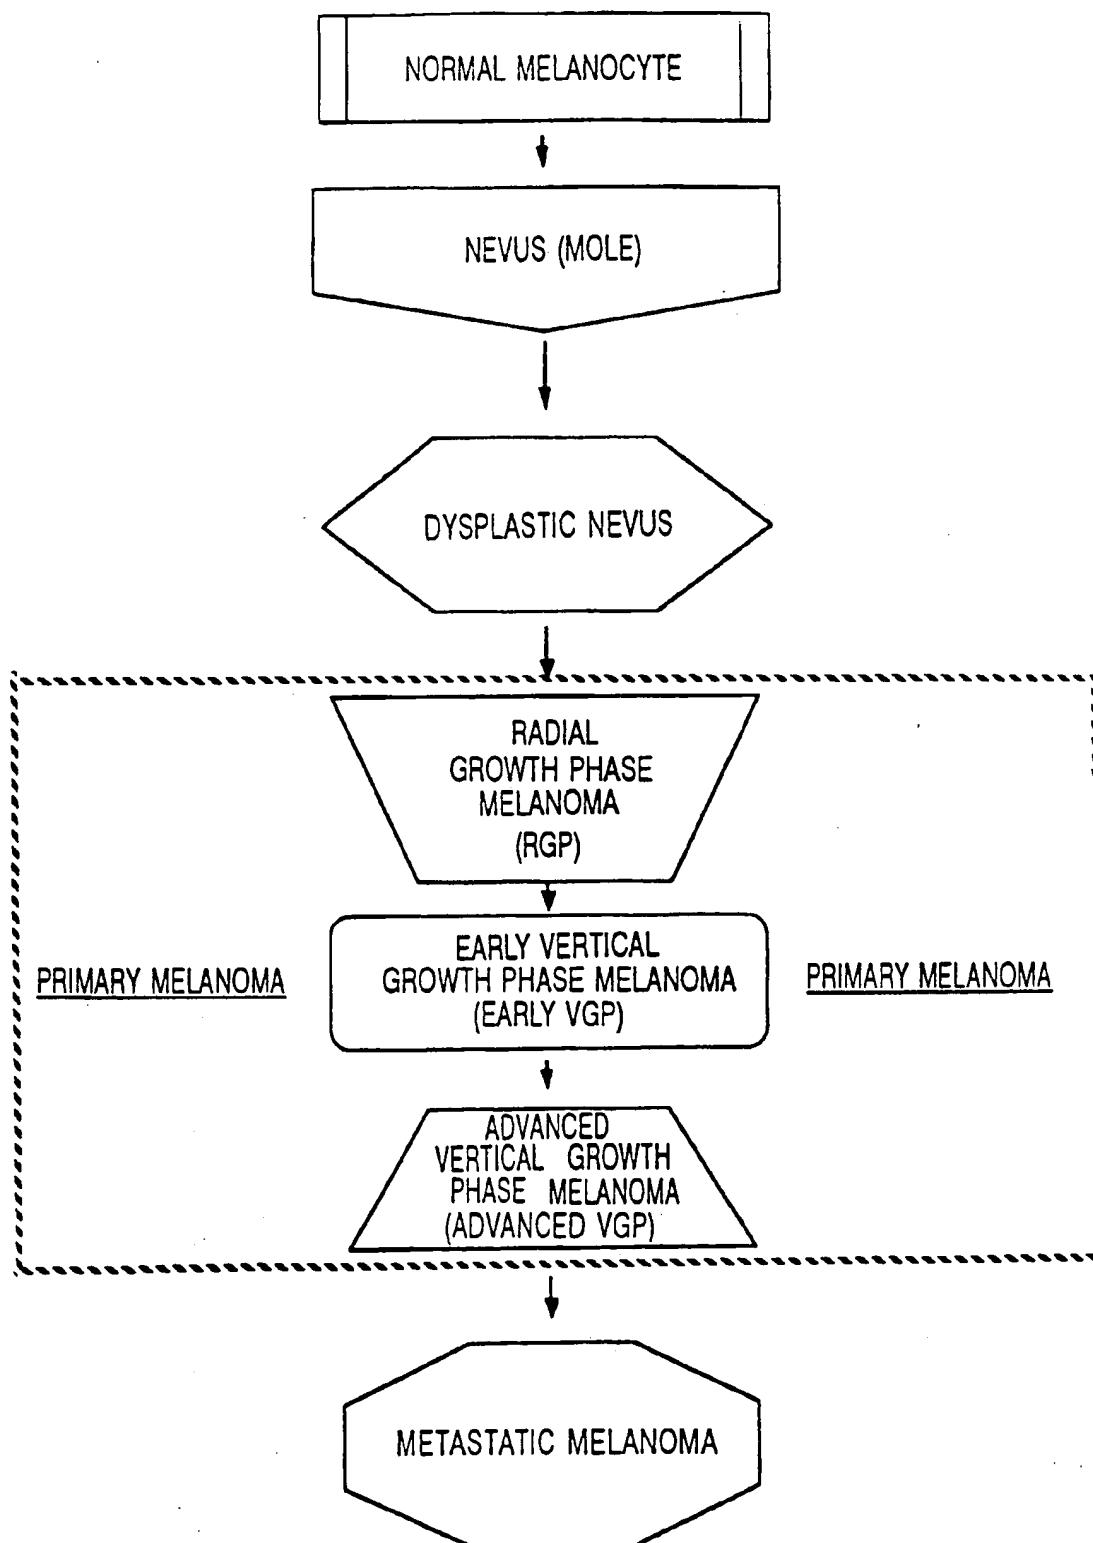 NORMAL MELANOCYTE
NEVUS (MOLE)
DYSPLASTIC NEVUS
RADIAL
GROWTH PHASE
MELANOMA
(RGP)
EARLY VERTICAL
GROWTH PHASE MELANOMA
(EARLY VGP)
PRIMARY MELANOMA
PRIMARY MELANOMA
ADVANCED
VERTICAL GROWTH
PHASE MELANOMA
(ADVANCED VGP)
METASTATIC MELANOMA